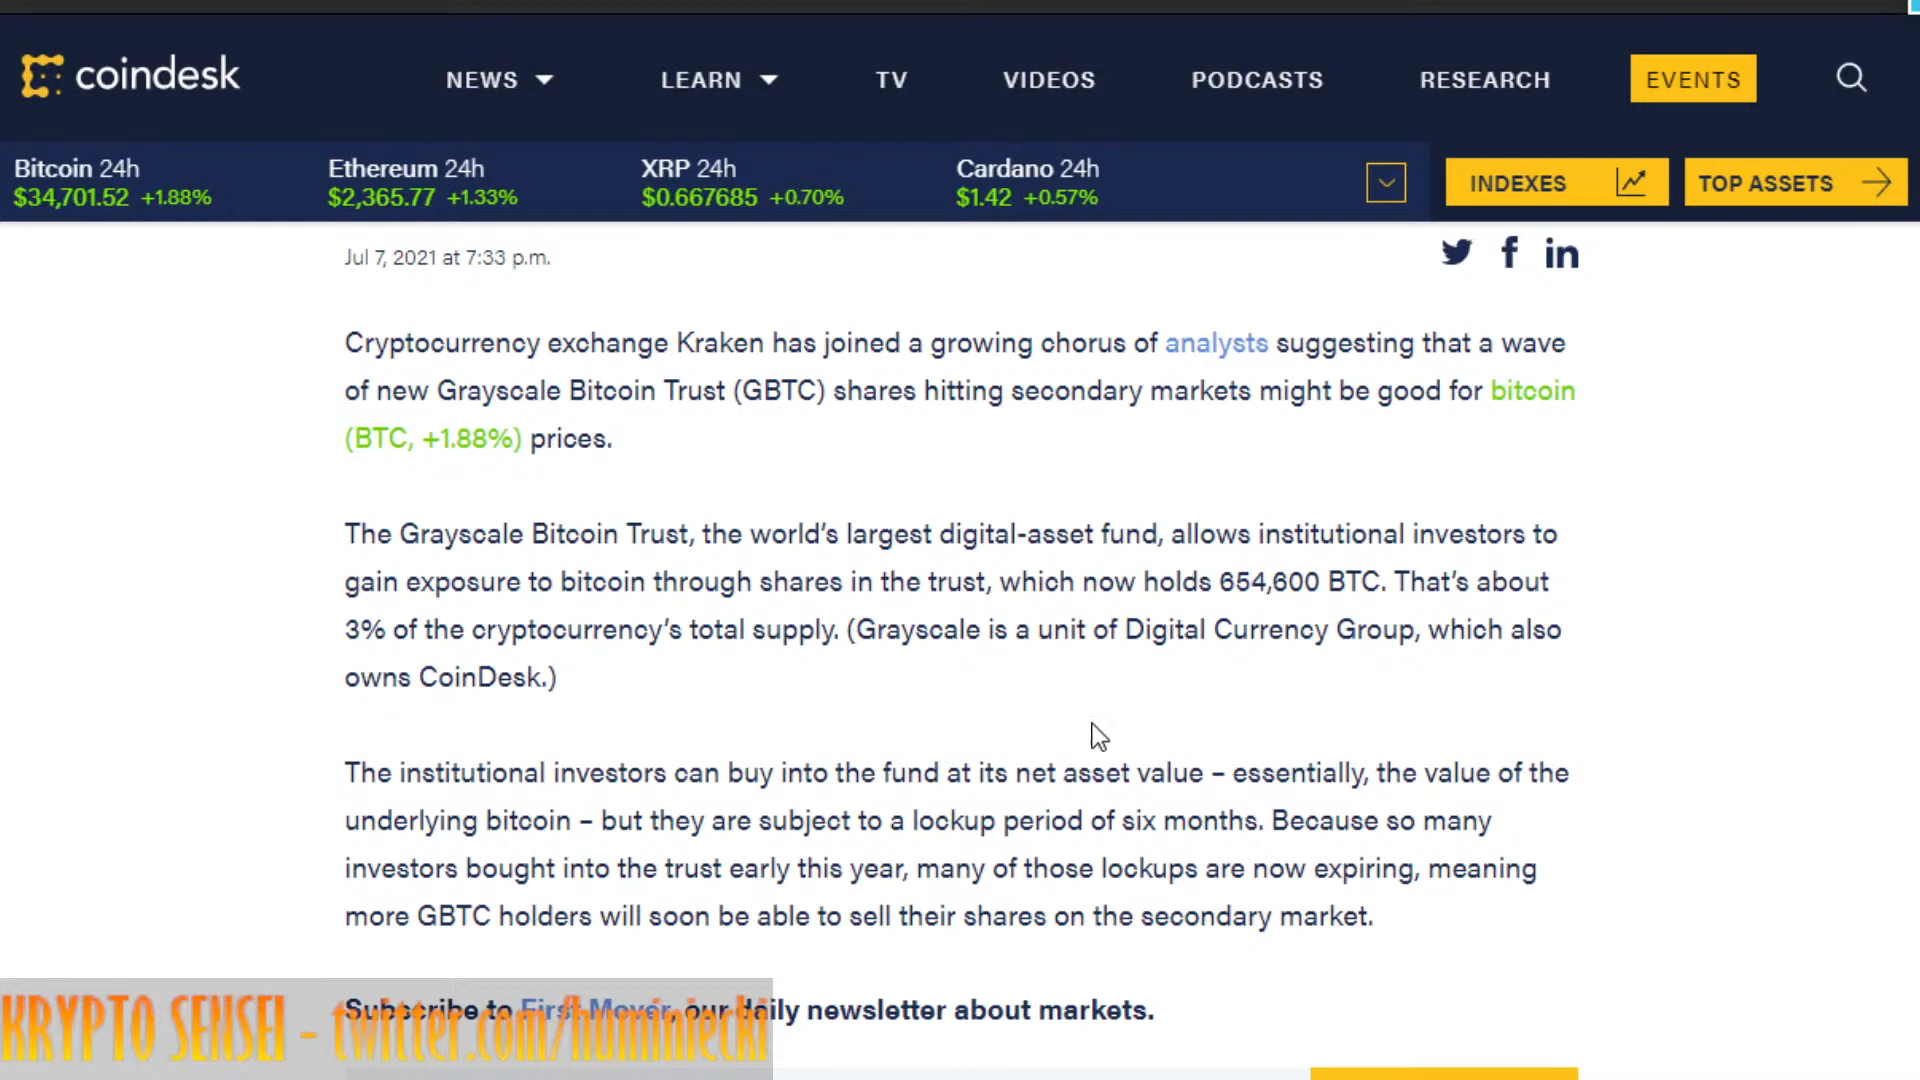 coindesk
NEWS LEARN TV VIDEOS PODCASTS RESEARCH EVENTS
Bitcoin 24h Ethereum 24h XRP 24h Cardano 24h
$34,701.52 +1.88% $2,365.77 +1.33% $0.667685 +0.70% $1.42 +0.57%
INDEXES TOP ASSETS
Jul 7, 2021 at 7:33 p.m.
Cryptocurrency exchange Kraken has joined a growing chorus of analysts suggesting that a wave
of new Grayscale Bitcoin Trust (GBTC) shares hitting secondary markets might be good for bitcoin
(BTC, +1.88%) prices.
The Grayscale Bitcoin Trust, the world’s largest digital-asset fund, allows institutional investors to
gain exposure to bitcoin through shares in the trust, which now holds 654,600 BTC. That’s about
3% of the cryptocurrency’s total supply. (Grayscale is a unit of Digital Currency Group, which also
owns CoinDesk.)
The institutional investors can buy into the fund at its net asset value – essentially, the value of the
underlying bitcoin – but they are subject to a lockup period of six months. Because so many
investors bought into the trust early this year, many of those lockups are now expiring, meaning
more GBTC holders will soon be able to sell their shares on the secondary market.
Subscribe to First Mover, our daily newsletter about markets.
KRYPTO SENSEI - twitter.com/huminiecki